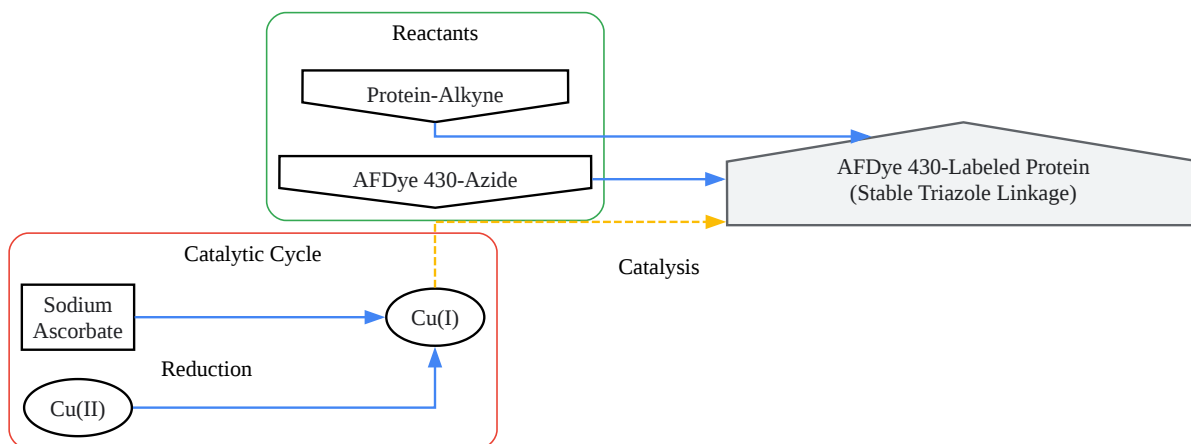 Reactants
Protein-Alkyne
AFDye 430-Azide
AFDye 430-Labeled Protein
(Stable Triazole Linkage)
Catalytic Cycle
Catalysis
Sodium
Ascorbate
Cu(I)
Reduction
Cu(II)